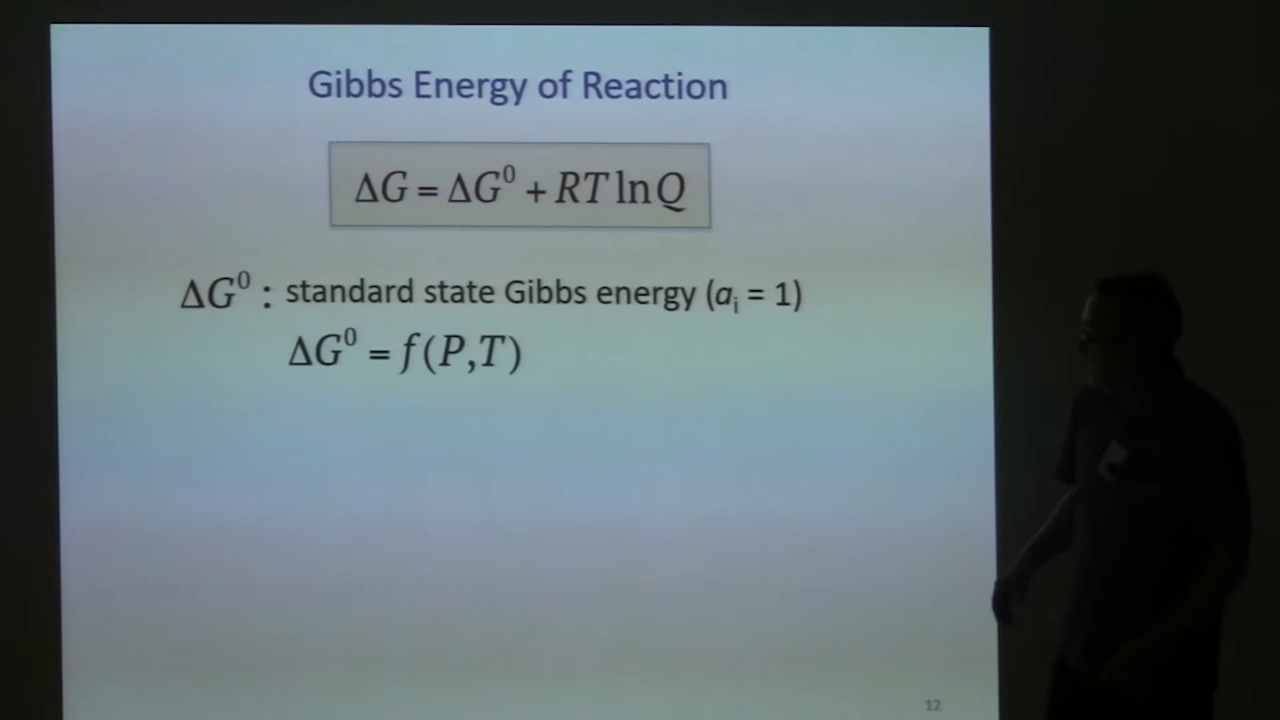 Gibbs Energy of Reaction
ΔG = ΔG⁰ + RT ln Q
ΔG⁰ : standard state Gibbs energy (aᵢ = 1)
ΔG⁰ = f(P,T)
12